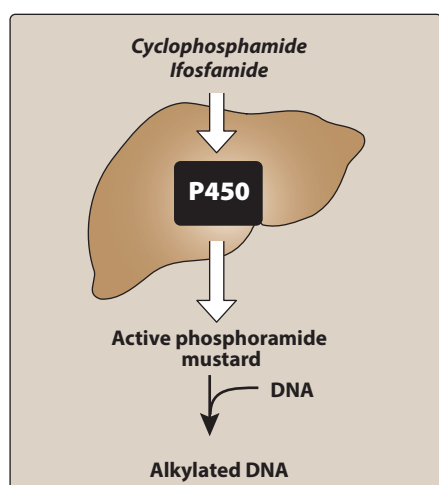 Cyclophosphamide
Ifosfamide
P450
Active phosphoramide
mustard
DNA
Alkylated DNA